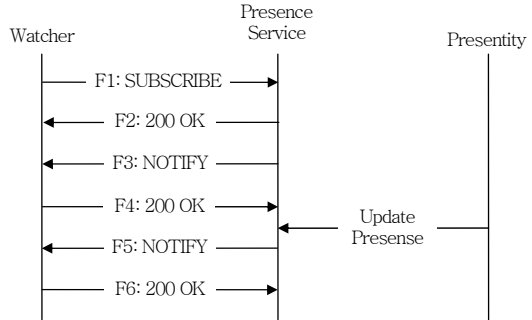 Watcher
Presence
Service
Presentity
F1: SUBSCRIBE
F2: 200 OK
F3: NOTIFY
F4: 200 OK
Update
Presense
F5: NOTIFY
F6: 200 OK